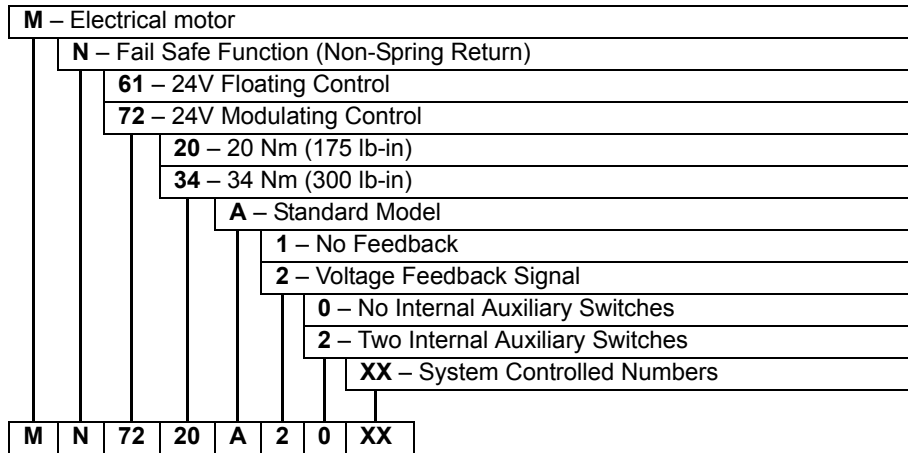 M – Electrical motor
N – Fail Safe Function (Non-Spring Return)
61 – 24V Floating Control
72 – 24V Modulating Control
20 – 20 Nm (175 lb-in)
34 – 34 Nm (300 lb-in)
A – Standard Model
1 – No Feedback
2 – Voltage Feedback Signal
0 – No Internal Auxiliary Switches
2 – Two Internal Auxiliary Switches
XX – System Controlled Numbers
M N 72 20 A 2 0 XX